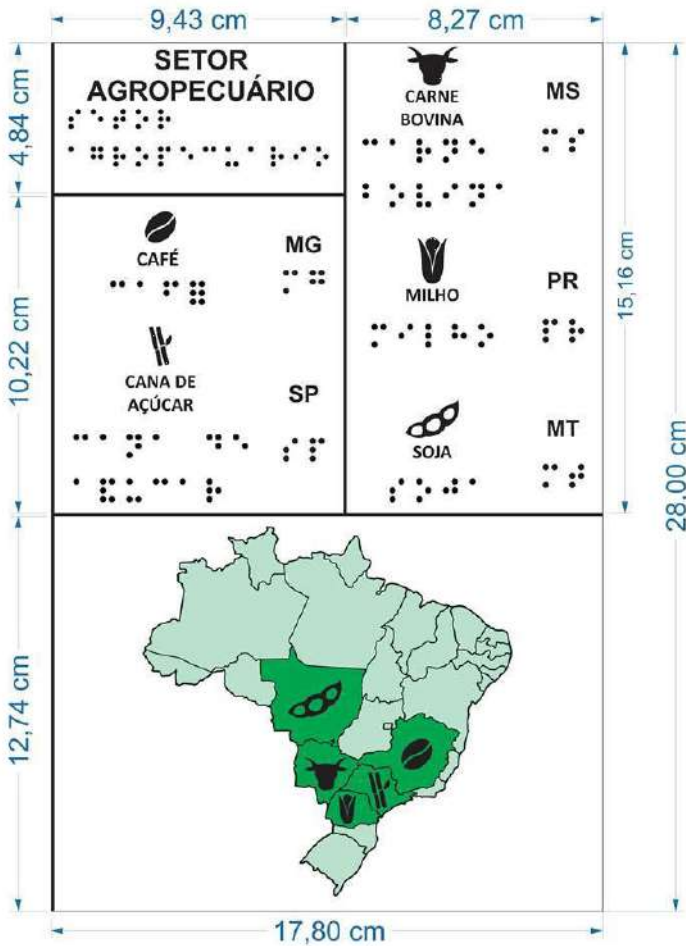 9,43 cm
8,27 cm
4,84 cm
SETOR
AGROPECUÁRIO
CARNE
BOVINA
MS
10,22 cm
CAFÉ
MG
CANA DE
AÇÚCAR
SP
MILHO
PR
SOJA
MT
15,16 cm
28,00 cm
12,74 cm
17,80 cm